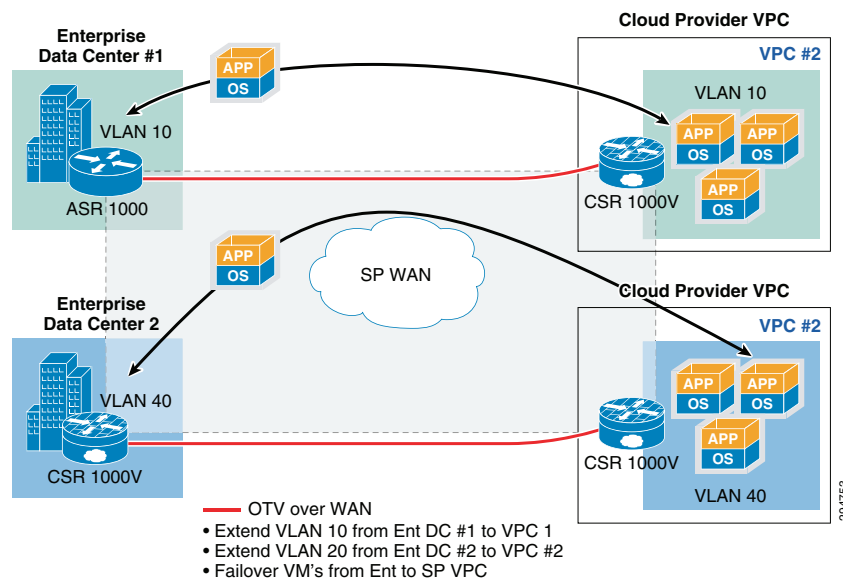 Enterprise
Data Center #1
Cloud Provider VPC
VPC #2
APP
OS
VLAN 10
VLAN 10
APP
OS
APP
OS
APP
OS
ASR 1000
CSR 1000V
APP
OS
SP WAN
Enterprise
Data Center 2
Cloud Provider VPC
VPC #2
VLAN 40
APP
OS
APP
OS
APP
OS
CSR 1000V
CSR 1000V
VLAN 40
OTV over WAN
• Extend VLAN 10 from Ent DC #1 to VPC 1
• Extend VLAN 20 from Ent DC #2 to VPC #2
• Failover VM's from Ent to SP VPC